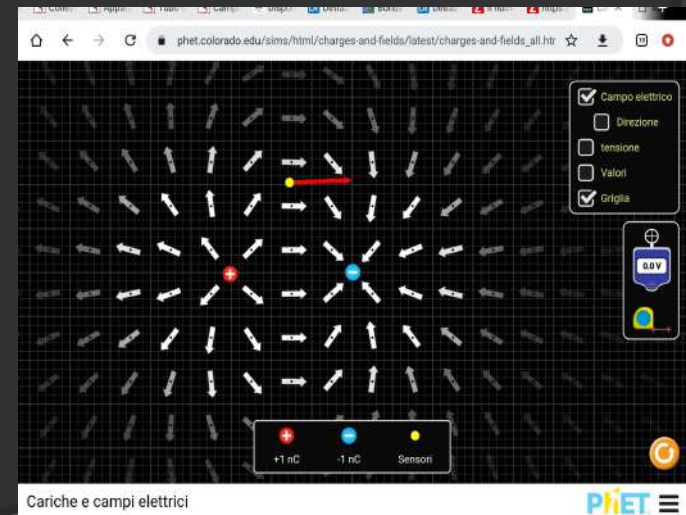 phet.colorado.edu/sims/html/charges-and-fields/latest/charges-and-fields_all.htr
Campo elettrico
Direzione
tensione
Valori
Griglia
0.0 V
+1 nC
-1 nC
Sensori
Cariche e campi elettrici
PhET